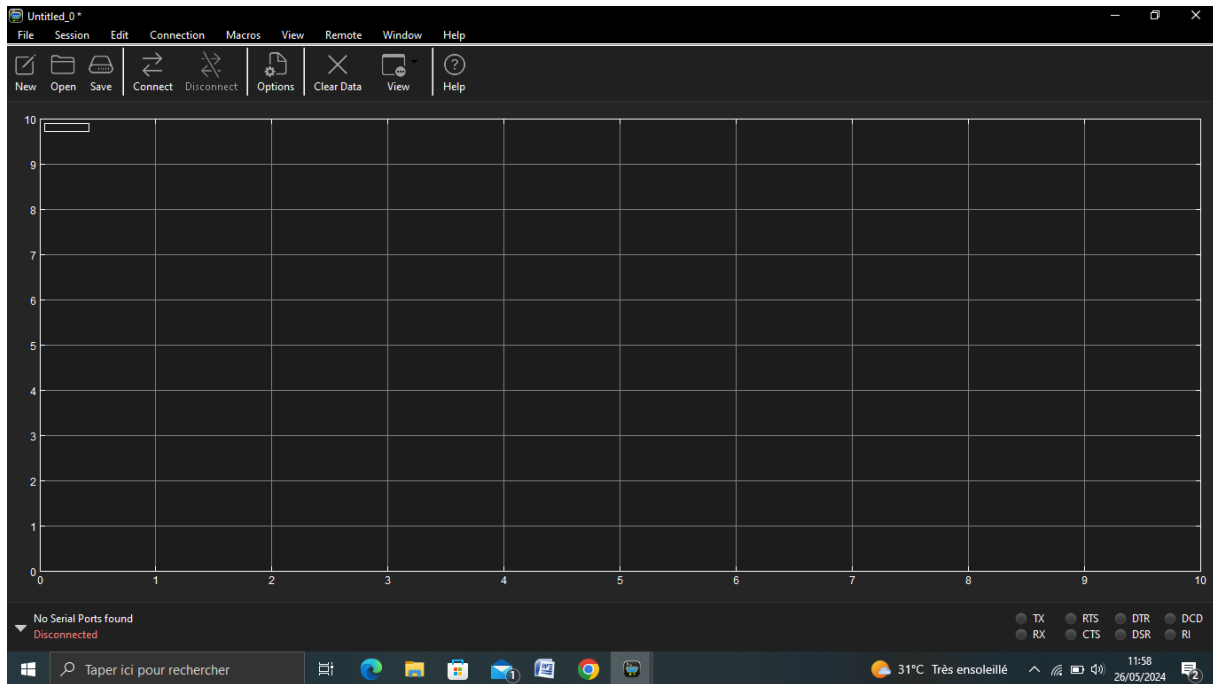 Untitled_0 *
File Session Edit Connection Macros View Remote Window Help
New Open Save Connect Disconnect Options Clear Data View Help
10
9
8
7
6
5
4
3
2
1
0
0 1 2 3 4 5 6 7 8 9 10
No Serial Ports found
Disconnected
TX RTS DTR DCD
RX CTS DSR RI
Taper ici pour rechercher
1
31°C Très ensoleillé
11:58
26/05/2024
2